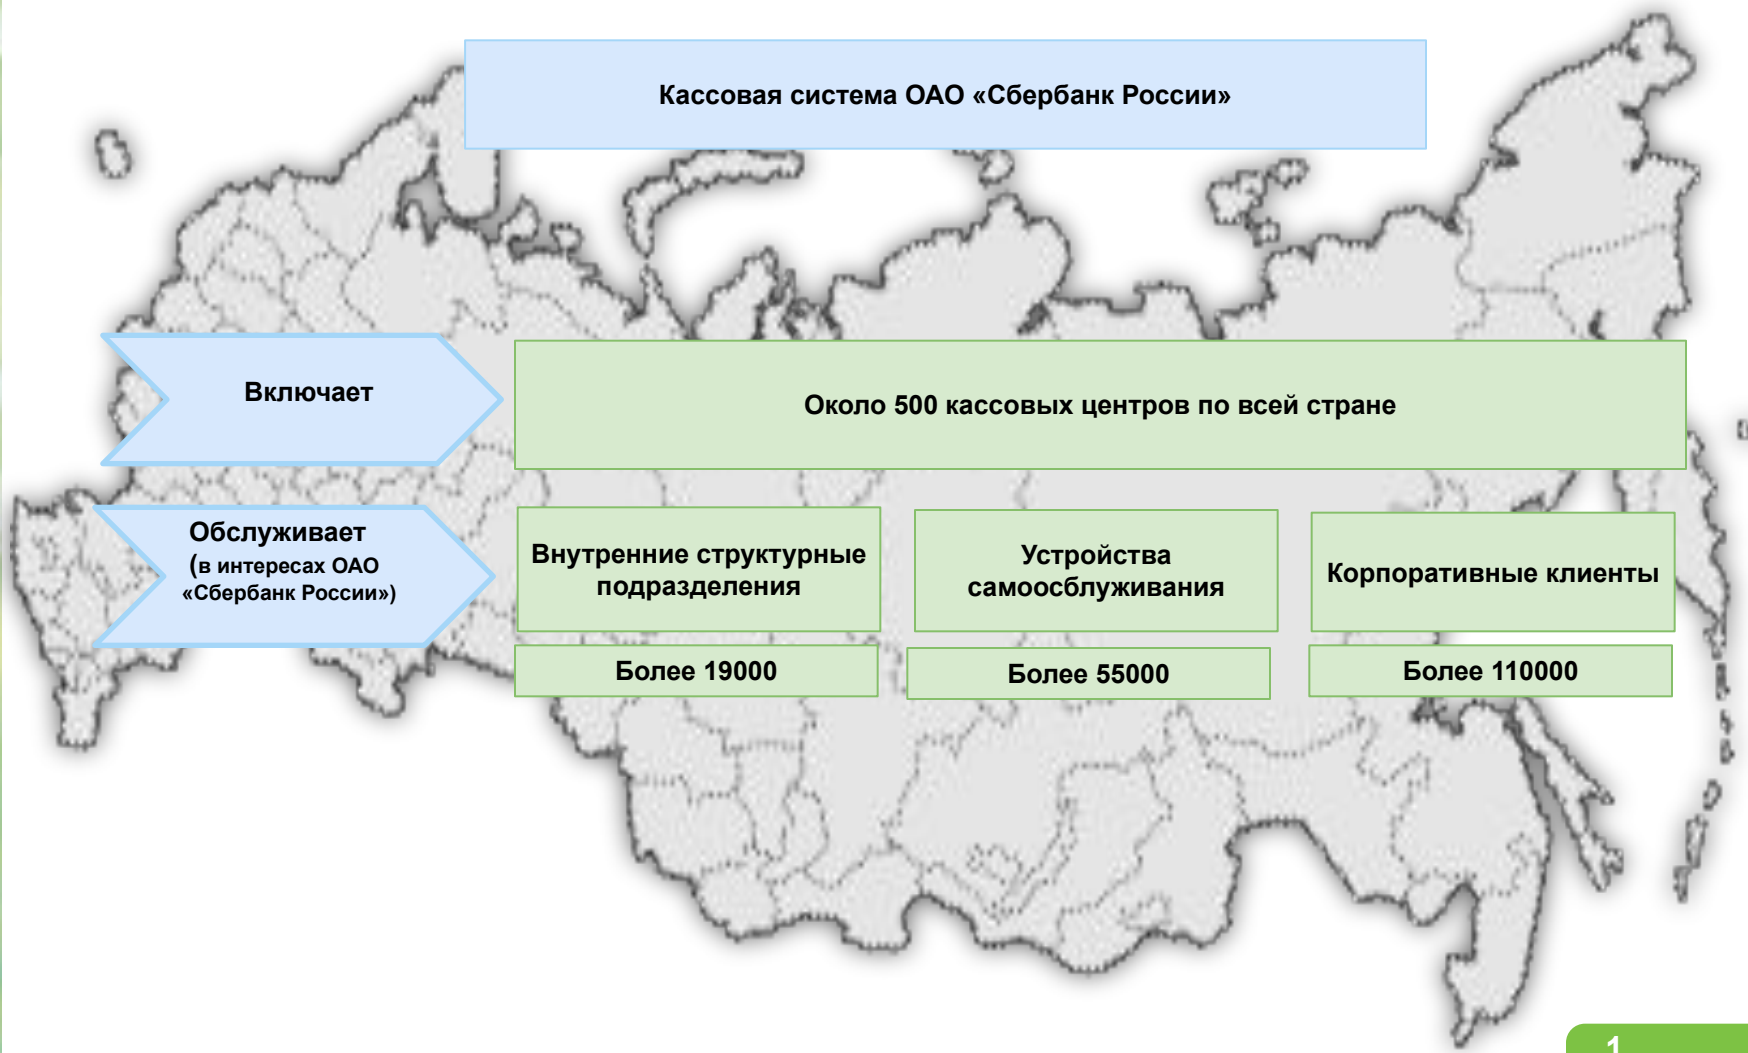 Кассовая система ОАО «Сбербанк России»
Включает
Около 500 кассовых центров по всей стране
Обслуживает
(в интересах ОАО
«Сбербанк России»)
Внутренние структурные
подразделения
Устройства
самоосблуживания
Корпоративные клиенты
Более 19000
Более 55000
Более 110000
1